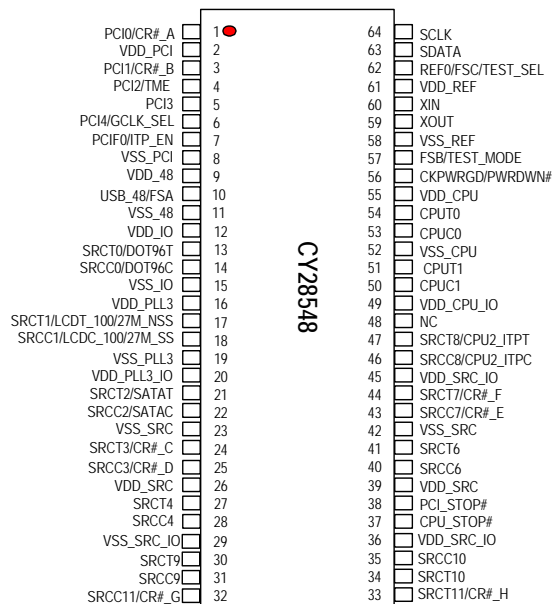 PCI0/CR#_A 1 64 SCLK
VDD_PCI 2 63 SDATA
PCI1/CR#_B 3 62 REF0/FSC/TEST_SEL
PCI2/TME 4 61 VDD_REF
PCI3 5 60 XIN
PCI4/GCLK_SEL 6 59 XOUT
PCIF0/ITP_EN 7 58 VSS_REF
VSS_PCI 8 57 FSB/TEST_MODE
VDD_48 9 56 CKPWRGD/PWRDWN#
USB_48/FSA 10 55 VDD_CPU
VSS_48 11 54 CPUT0
VDD_IO 12 53 CPUC0
SRCT0/DOT96T 13 52 VSS_CPU
SRCC0/DOT96C 14 51 CPUT1
VSS_IO 15 50 CPUC1
VDD_PLL3 16 49 VDD_CPU_IO
SRCT1/LCDT_100/27M_NSS 17 48 NC
SRCC1/LCDC_100/27M_SS 18 47 SRCT8/CPU2_ITPT
VSS_PLL3 19 46 SRCC8/CPU2_ITPC
VDD_PLL3_IO 20 45 VDD_SRC_IO
SRCT2/SATAT 21 44 SRCT7/CR#_F
SRCC2/SATAC 22 43 SRCC7/CR#_E
VSS_SRC 23 42 VSS_SRC
SRCT3/CR#_C 24 41 SRCT6
SRCC3/CR#_D 25 40 SRCC6
VDD_SRC 26 39 VDD_SRC
SRCT4 27 38 PCI_STOP#
SRCC4 28 37 CPU_STOP#
VSS_SRC_IO 29 36 VDD_SRC_IO
SRCT9 30 35 SRCC10
SRCC9 31 34 SRCT10
SRCC11/CR#_G 32 33 SRCT11/CR#_H
CY28548